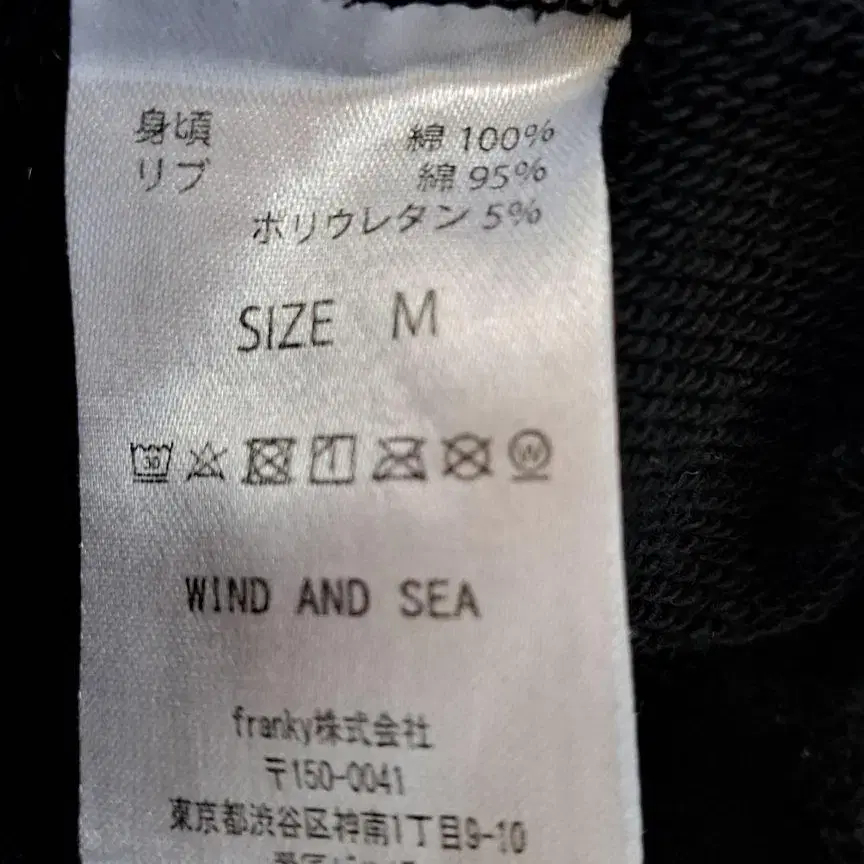 身頃 綿 100%
リブ 綿 95%
ポリウレタン 5%
SIZE M
30
W
WIND AND SEA
franky株式会社
〒150-0041
東京都渋谷区神南1丁目9-10